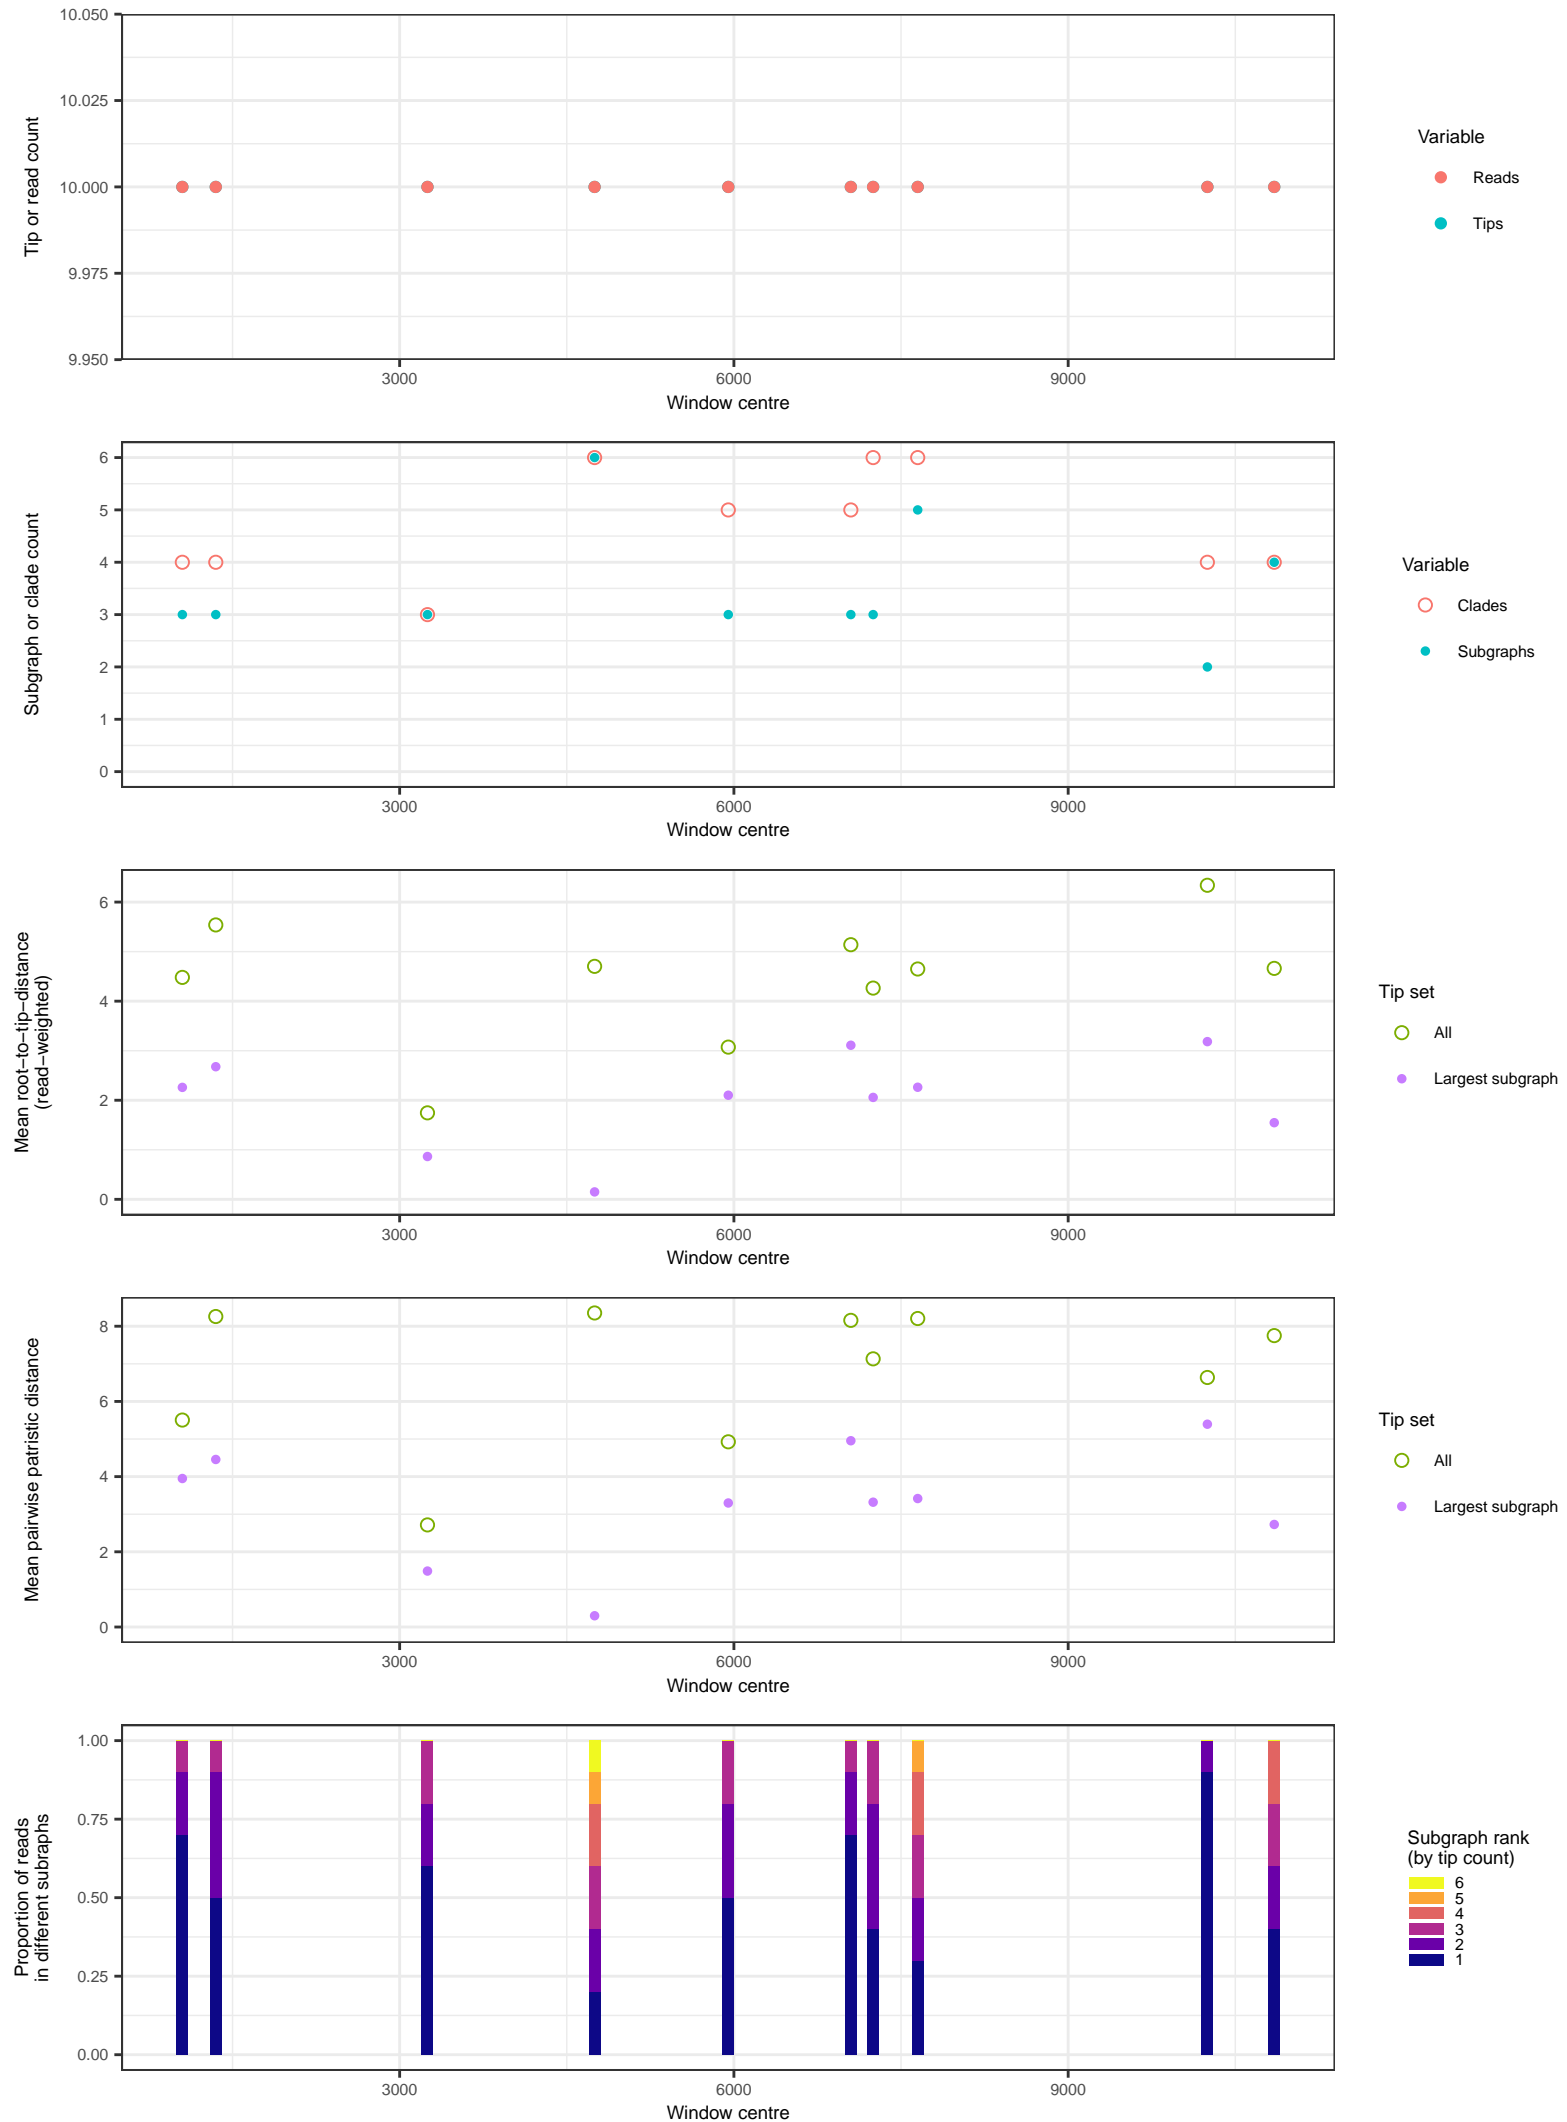 10.050
10.025
10.000
9.975
9.950
Tip or read count
3000
6000
9000
Window centre
Variable
Reads
Tips
6
5
4
3
2
1
0
Subgraph or clade count
3000
6000
9000
Window centre
Variable
Clades
Subgraphs
6
4
2
0
Mean root−to−tip−distance
(read−weighted)
3000
6000
9000
Window centre
Tip set
All
Largest subgraph
8
6
4
2
0
Mean pairwise patristic distance
3000
6000
9000
Window centre
Tip set
All
Largest subgraph
1.00
0.75
0.50
0.25
0.00
Proportion of reads
in different subraphs
3000
6000
9000
Window centre
Subgraph rank
(by tip count)
6
5
4
3
2
1